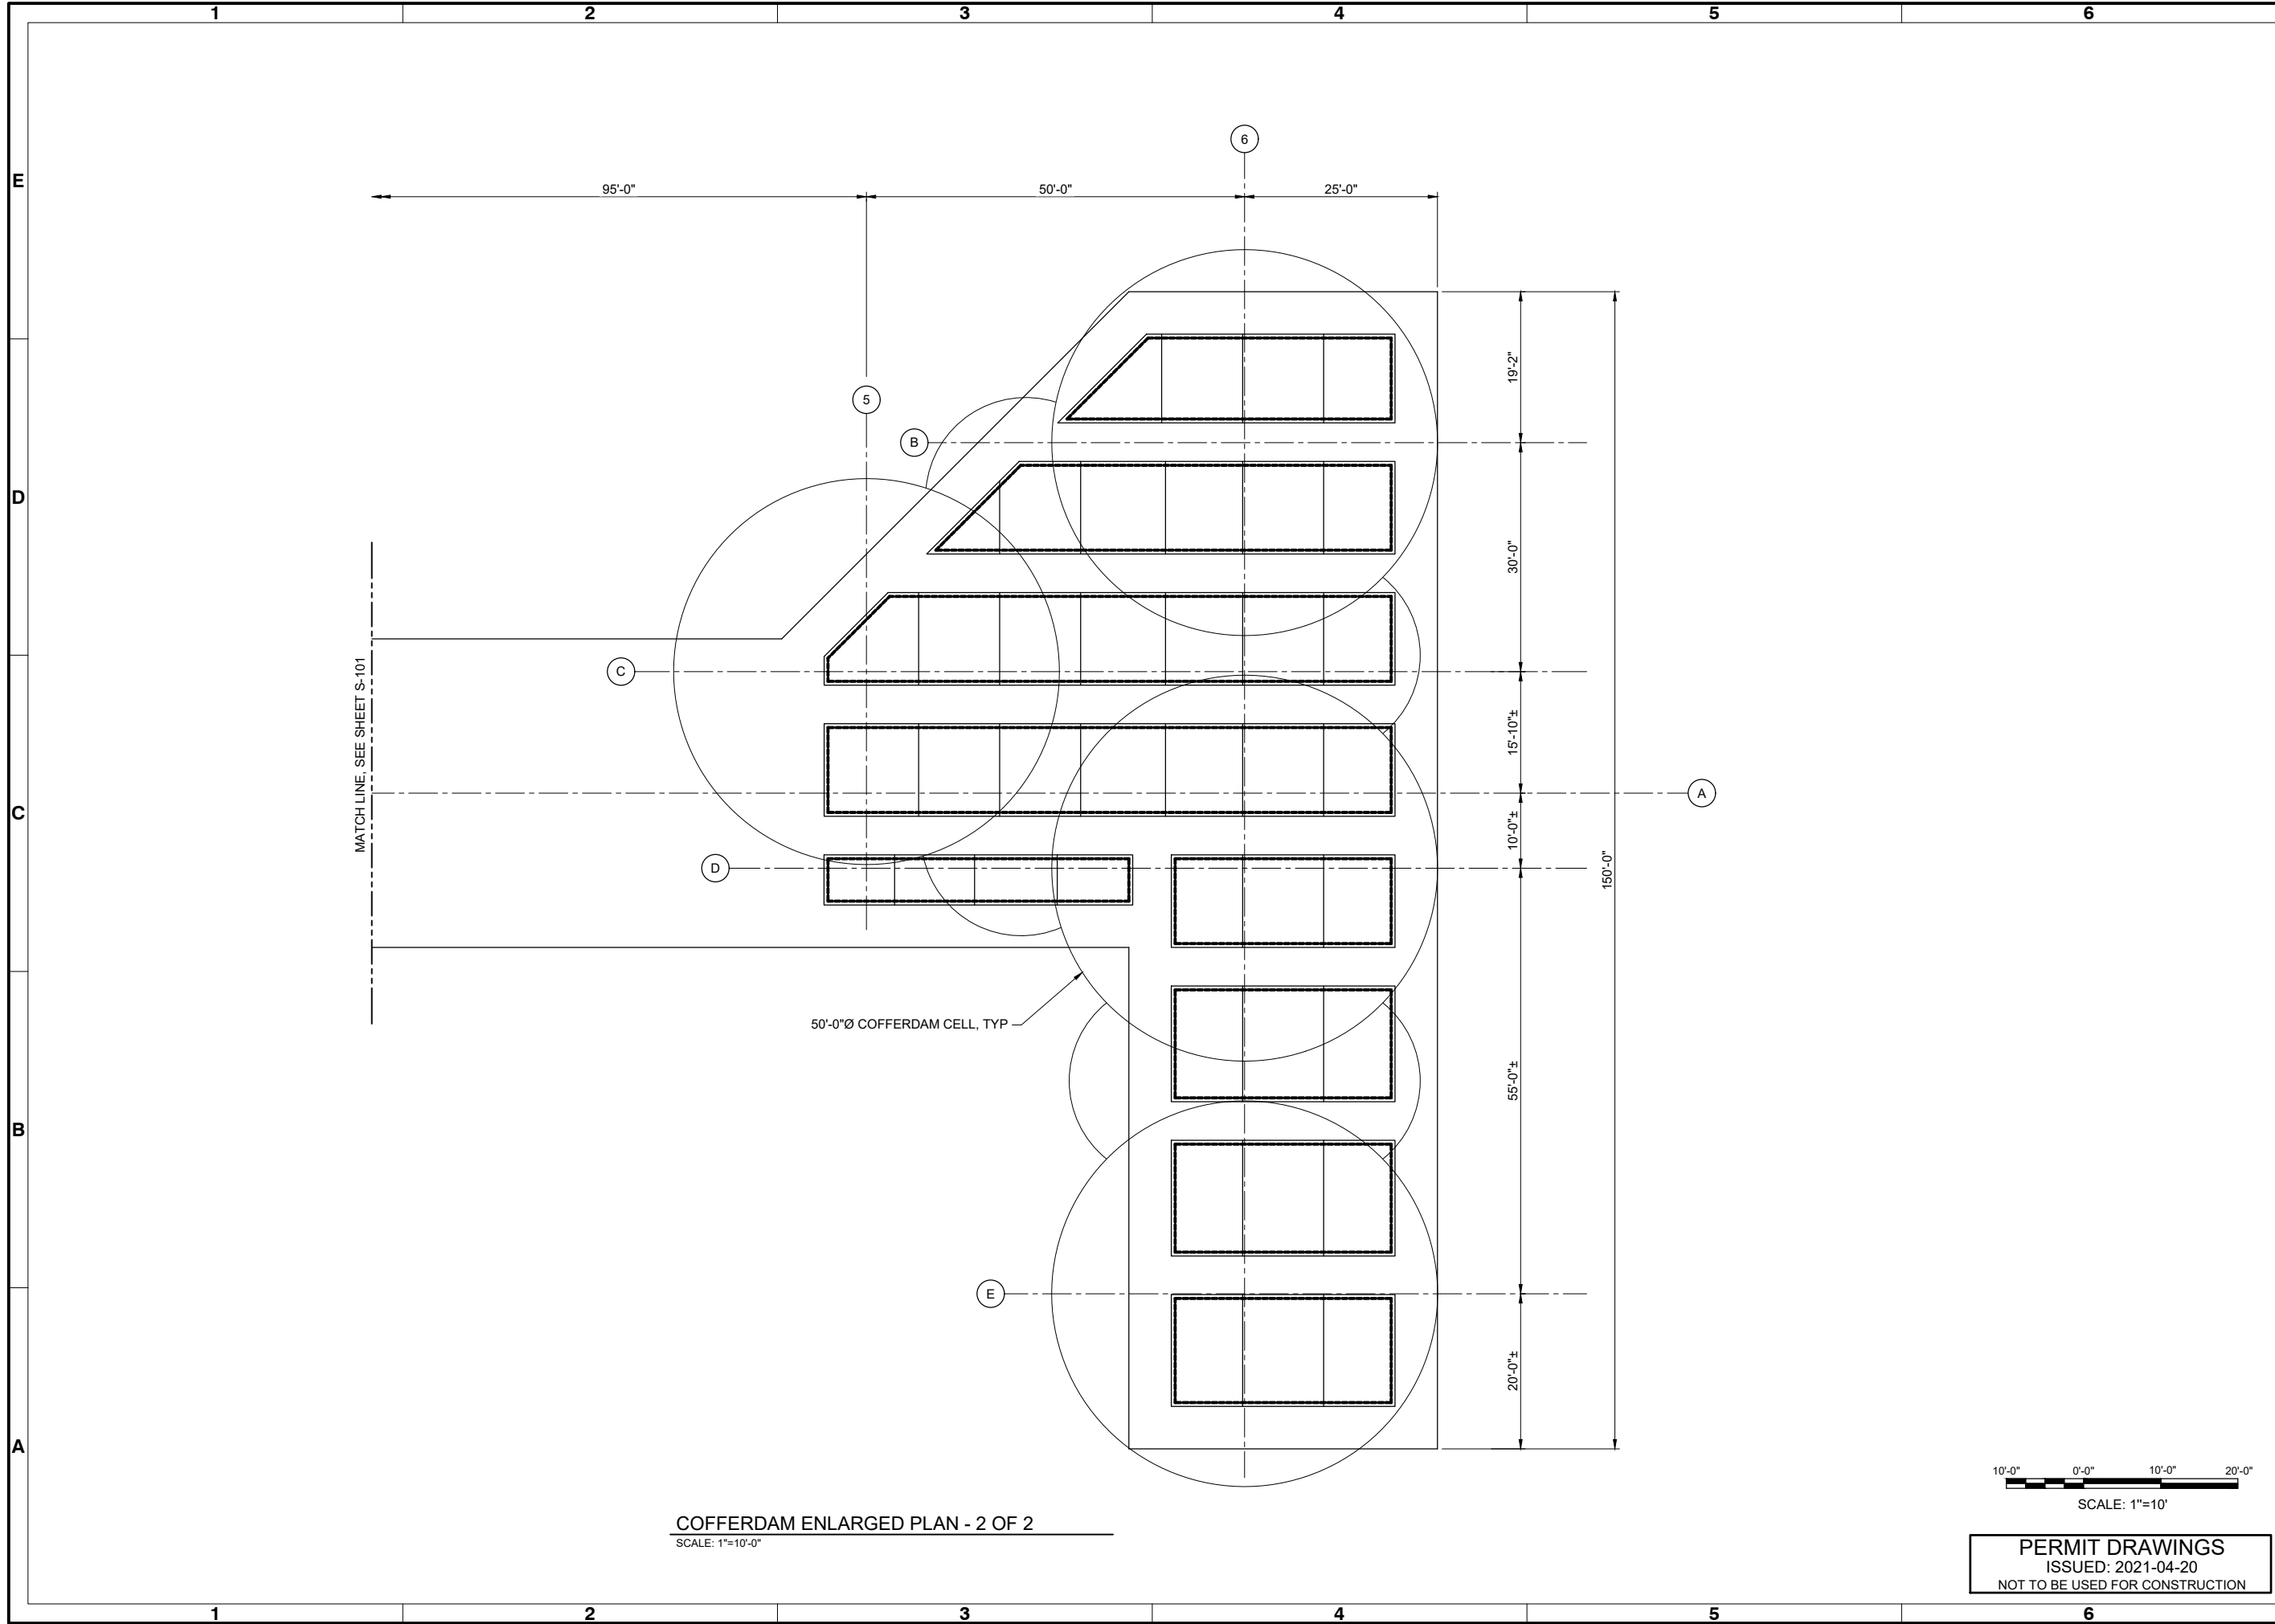 1 2 3 4 5 6
E
D
C
B
A
6
95'-0" 50'-0" 25'-0"
19'-2"
5
B
30'-0"
C
MATCH LINE, SEE SHEET S-101
15'-10"±
A
10'-0"±
D
150'-0"
50'-0"Ø COFFERDAM CELL, TYP
55'-0"±
E
20'-0"±
COFFERDAM ENLARGED PLAN - 2 OF 2
SCALE: 1"=10'-0"
10'-0" 0'-0" 10'-0" 20'-0"
SCALE: 1"=10'
PERMIT DRAWINGS
ISSUED: 2021-04-20
NOT TO BE USED FOR CONSTRUCTION
1 2 3 4 5 6